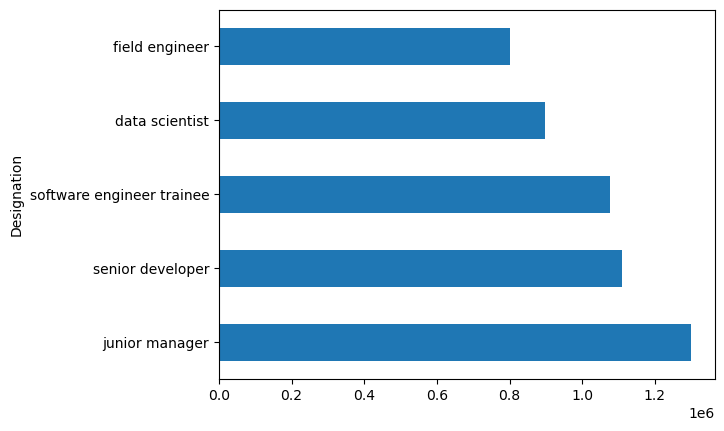 Designation
field engineer
data scientist
software engineer trainee
senior developer
junior manager
0.0 0.2 0.4 0.6 0.8 1.0 1.2
1e6